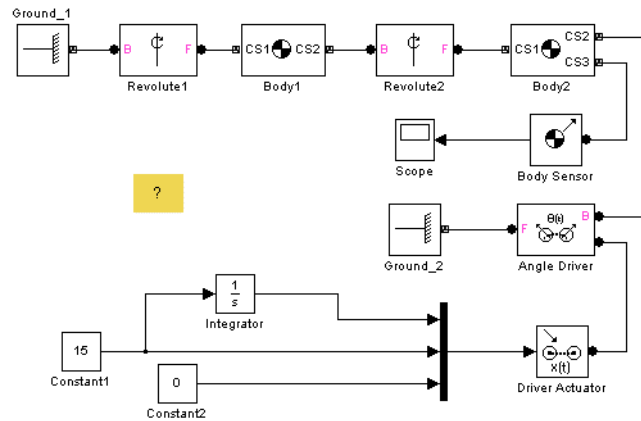 Ground_1
B F
Revolute1
CS1 CS2
Body1
B F
Revolute2
CS1 CS2
CS3
Body2
Scope
Body Sensor
?
Ground_2
θ(t)
F B
Angle Driver
1
s
Integrator
15
Constant1
0
Constant2
x(t)
Driver Actuator